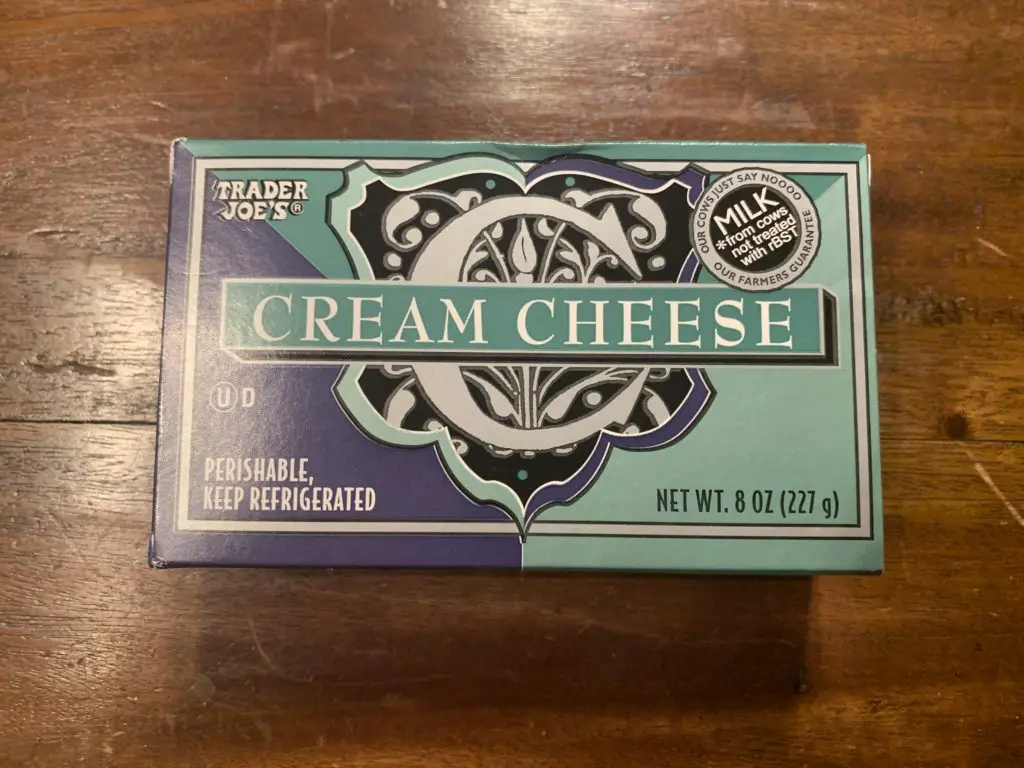 TRADER
JOE'S®
OUR COWS JUST SAY NOOOO
MILK
*from cows
not treated
with rBST
OUR FARMERS GUARANTEE
C
CREAM CHEESE
U D
PERISHABLE,
KEEP REFRIGERATED
NET WT. 8 OZ (227 g)